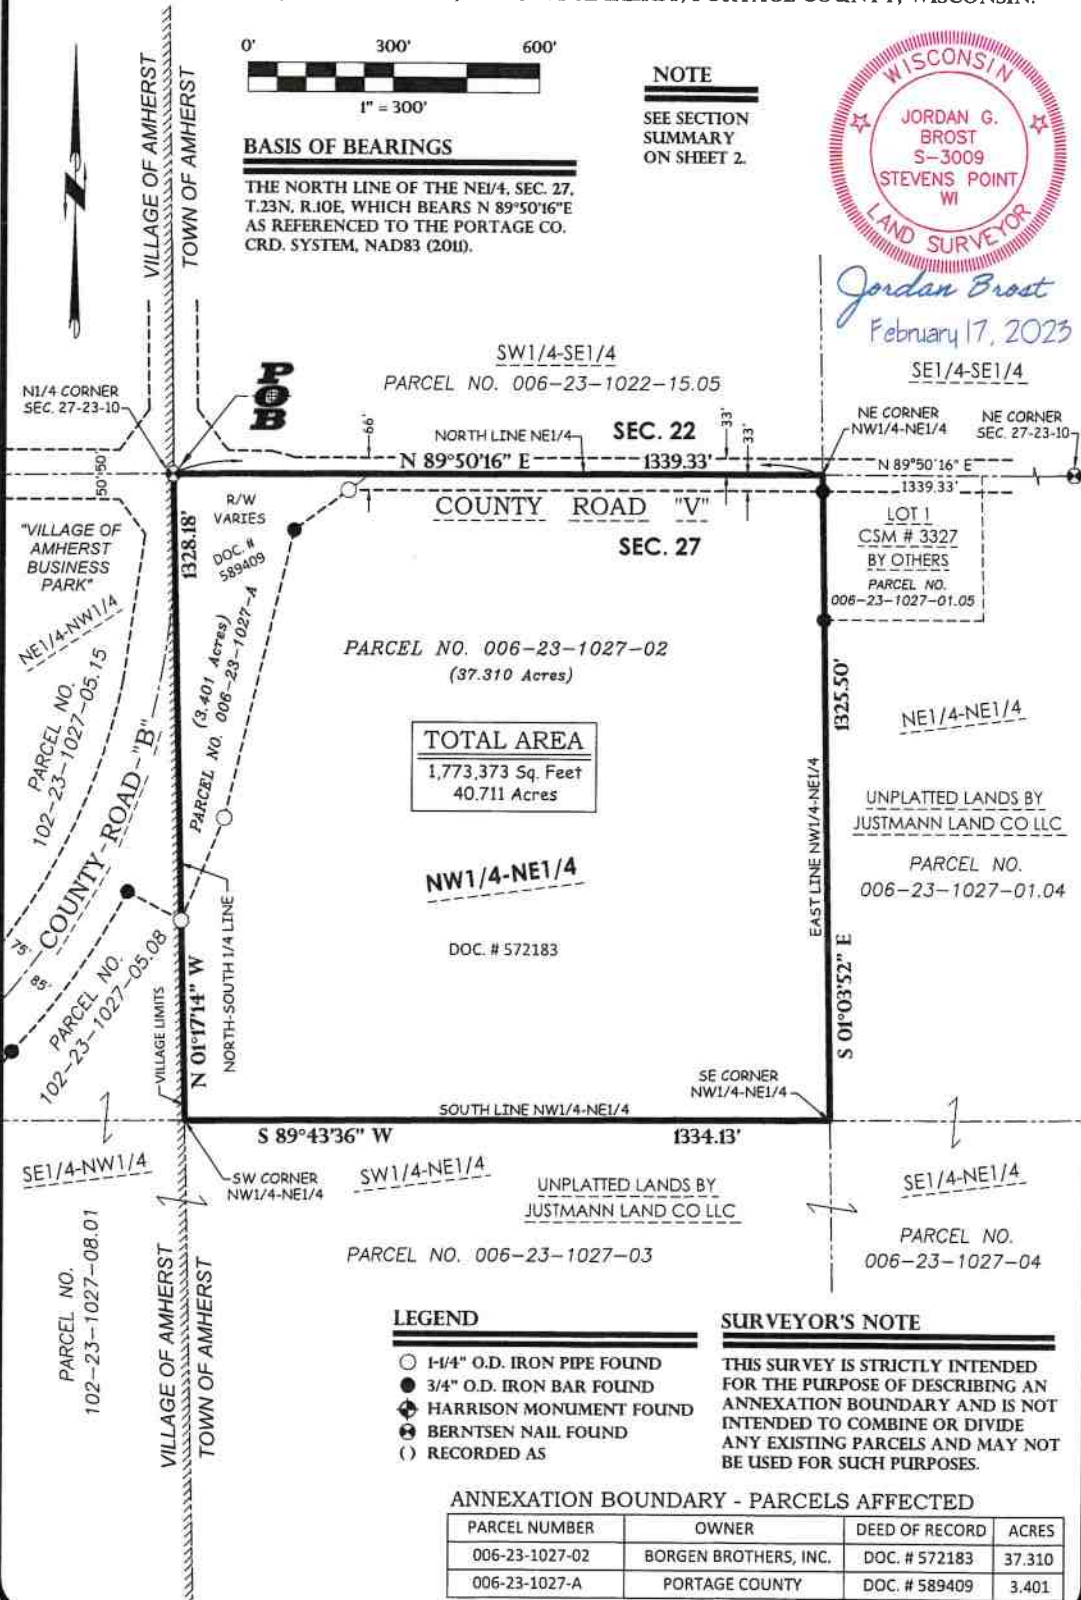 PORTAGE COUNTY, WISCONSIN.
0' 300' 600'
1" = 300'
BASIS OF BEARINGS
THE NORTH LINE OF THE NE1/4, SEC. 27,
T.23N, R.10E, WHICH BEARS N 89°50'16"E
AS REFERENCED TO THE PORTAGE CO.
CRD. SYSTEM, NAD83 (2011).
NOTE
SEE SECTION
SUMMARY
ON SHEET 2.
WISCONSIN
JORDAN G.
BROST
S-3009
STEVENS POINT
WI
LAND SURVEYOR
Jordan Brost
February 17, 2023
VILLAGE OF AMHERST
TOWN OF AMHERST
N
N1/4 CORNER
SEC. 27-23-10
POB
SW1/4-SE1/4
PARCEL NO. 006-23-1022-15.05
SE1/4-SE1/4
NE CORNER
NW1/4-NE1/4
NE CORNER
SEC. 27-23-10
66'
NORTH LINE NE1/4
SEC. 22
33'
33'
N 89°50'16" E 1339.33'
N 89°50'16" E
1339.33'
50' 50'
R/W
VARIES
DOC. #
589409
COUNTY ROAD "V"
SEC. 27
LOT 1
CSM # 3327
BY OTHERS
PARCEL NO.
006-23-1027-01.05
"VILLAGE OF
AMHERST
BUSINESS
PARK"
NE1/4-NW1/4
PARCEL NO.
102-23-1027-05.15
1328.18'
(3.401 Acres)
PARCEL NO. 006-23-1027-A
PARCEL NO. 006-23-1027-02
(37.310 Acres)
TOTAL AREA
1,773,373 Sq. Feet
40.711 Acres
1325.50'
NE1/4-NE1/4
UNPLATTED LANDS BY
JUSTMANN LAND CO LLC
PARCEL NO.
006-23-1027-01.04
NW1/4-NE1/4
DOC. # 572183
EAST LINE NW1/4-NE1/4
S 01°03'52" E
COUNTY ROAD "B"
75'
85'
PARCEL NO.
102-23-1027-05.08
VILLAGE LIMITS
N 01°17'14" W
NORTH-SOUTH 1/4 LINE
SE CORNER
NW1/4-NE1/4
SOUTH LINE NW1/4-NE1/4
S 89°43'36" W 1334.13'
SE1/4-NW1/4
SW CORNER
NW1/4-NE1/4
SW1/4-NE1/4
UNPLATTED LANDS BY
JUSTMANN LAND CO LLC
SE1/4-NE1/4
PARCEL NO. 006-23-1027-03
PARCEL NO.
006-23-1027-04
PARCEL NO.
102-23-1027-08.01
VILLAGE OF AMHERST
TOWN OF AMHERST
LEGEND
1-1/4" O.D. IRON PIPE FOUND
3/4" O.D. IRON BAR FOUND
HARRISON MONUMENT FOUND
BERNTSEN NAIL FOUND
( ) RECORDED AS
SURVEYOR'S NOTE
THIS SURVEY IS STRICTLY INTENDED
FOR THE PURPOSE OF DESCRIBING AN
ANNEXATION BOUNDARY AND IS NOT
INTENDED TO COMBINE OR DIVIDE
ANY EXISTING PARCELS AND MAY NOT
BE USED FOR SUCH PURPOSES.
ANNEXATION BOUNDARY - PARCELS AFFECTED
PARCEL NUMBER OWNER DEED OF RECORD ACRES
006-23-1027-02 BORGEN BROTHERS, INC. DOC. # 572183 37.310
006-23-1027-A PORTAGE COUNTY DOC. # 589409 3.401